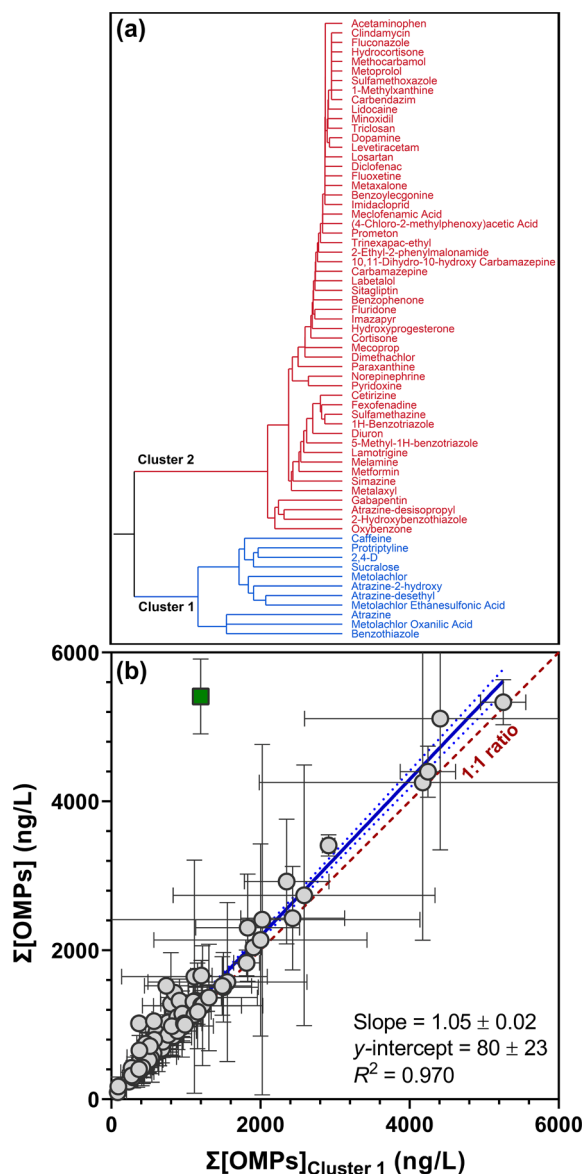 (a)
Acetaminophen
Clindamycin
Fluconazole
Hydrocortisone
Methocarbamol
Metoprolol
Sulfamethoxazole
1-Methylxanthine
Carbendazim
Lidocaine
Minoxidil
Triclosan
Dopamine
Levetiracetam
Losartan
Diclofenac
Fluoxetine
Metaxalone
Benzoylecgonine
Imidacloprid
Meclofenamic Acid
(4-Chloro-2-methylphenoxy)acetic Acid
Prometon
Trinexapac-ethyl
2-Ethyl-2-phenylmalonamide
10,11-Dihydro-10-hydroxy Carbamazepine
Carbamazepine
Labetalol
Sitagliptin
Benzophenone
Fluridone
Imazapyr
Hydroxyprogesterone
Cortisone
Mecoprop
Dimethachlor
Paraxanthine
Norepinephrine
Pyridoxine
Cetirizine
Fexofenadine
Sulfamethazine
1H-Benzotriazole
Diuron
5-Methyl-1H-benzotriazole
Lamotrigine
Melamine
Metformin
Simazine
Metalaxyl
Gabapentin
Atrazine-desisopropyl
2-Hydroxybenzothiazole
Oxybenzone
Caffeine
Protriptyline
2,4-D
Sucralose
Metolachlor
Atrazine-2-hydroxy
Atrazine-desethyl
Metolachlor Ethanesulfonic Acid
Atrazine
Metolachlor Oxanilic Acid
Benzothiazole
Cluster 2
Cluster 1
(b)
6000
4000
2000
0
Σ[OMPs] (ng/L)
1:1 ratio
Slope = 1.05 ± 0.02
y-intercept = 80 ± 23
R² = 0.970
0 2000 4000 6000
Σ[OMPs]Cluster 1 (ng/L)